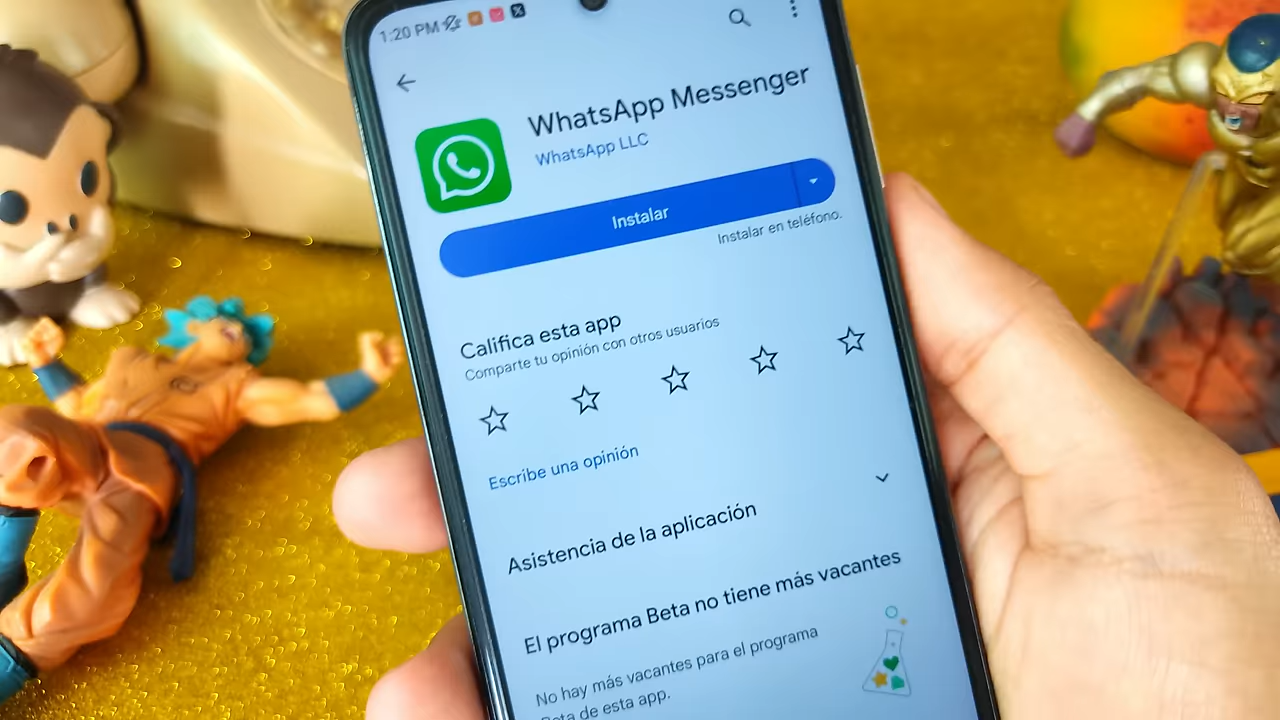 1:20 PM
WhatsApp Messenger
WhatsApp LLC
Instalar
Instalar en teléfono.
Califica esta app
Comparte tu opinión con otros usuarios
Escribe una opinión
Asistencia de la aplicación
El programa Beta no tiene más vacantes
No hay más vacantes para el programa
Beta de esta app.